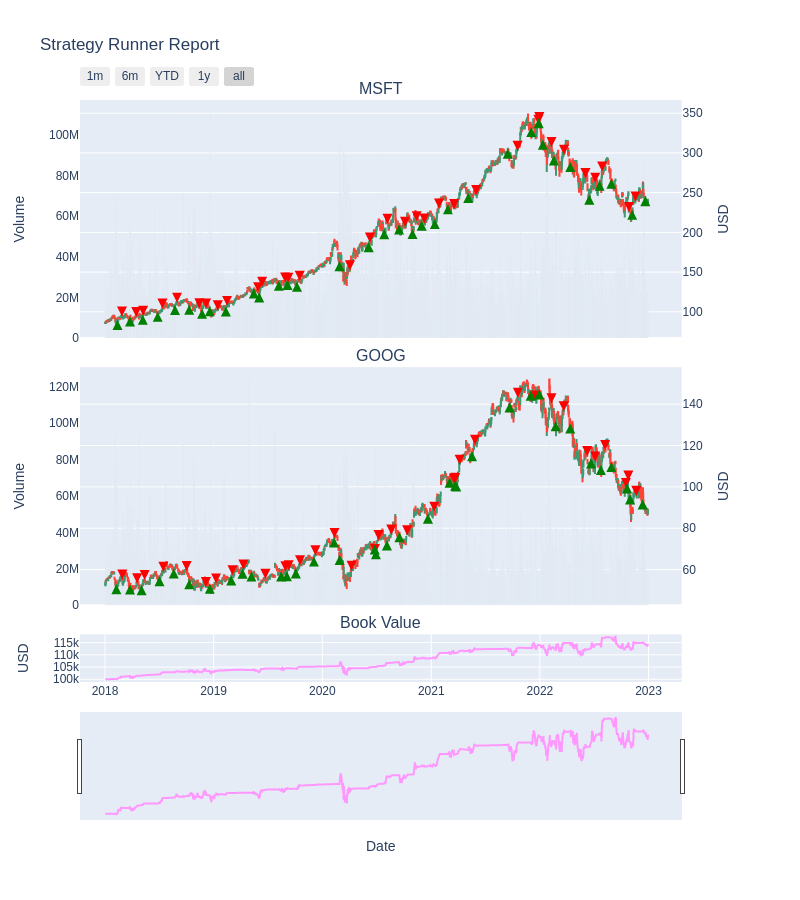 Strategy Runner Report
1m 6m YTD 1y all
MSFT
Volume
100M
80M
60M
40M
20M
0
350
300
250
200
150
100
USD
GOOG
Volume
120M
100M
80M
60M
40M
20M
0
140
120
100
80
60
USD
Book Value
USD
115k
110k
105k
100k
2018 2019 2020 2021 2022 2023
Date